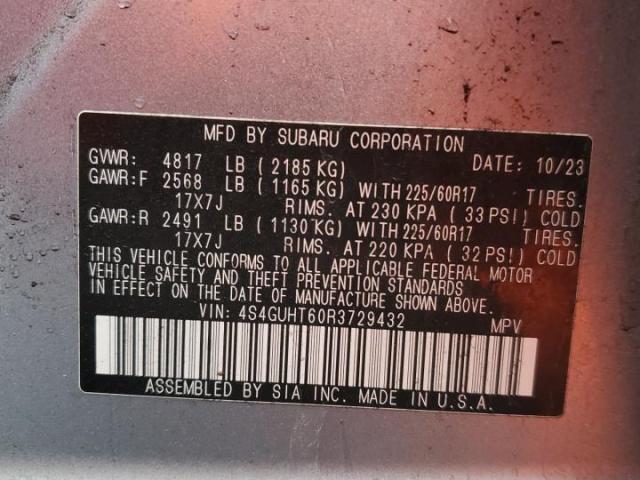 MFD BY SUBARU CORPORATION
GVWR: 4817 LB ( 2185 KG) DATE: 10/23
GAWR:F 2568 LB ( 1165 KG) WITH 225/60R17 TIRES.
17X7J RIMS. AT 230 KPA ( 33 PSI) COLD
GAWR:R 2491 LB ( 1130 KG) WITH 225/60R17 TIRES.
17X7J RIMS. AT 220 KPA ( 32 PSI) COLD
THIS VEHICLE CONFORMS TO ALL APPLICABLE FEDERAL MOTOR
VEHICLE SAFETY AND THEFT PREVENTION STANDARDS
IN EFFECT ON THE DATE OF MANUFACTURE SHOWN ABOVE.
VIN: 4S4GUHT60R3729432 MPV
ASSEMBLED BY SIA INC. MADE IN U.S.A.